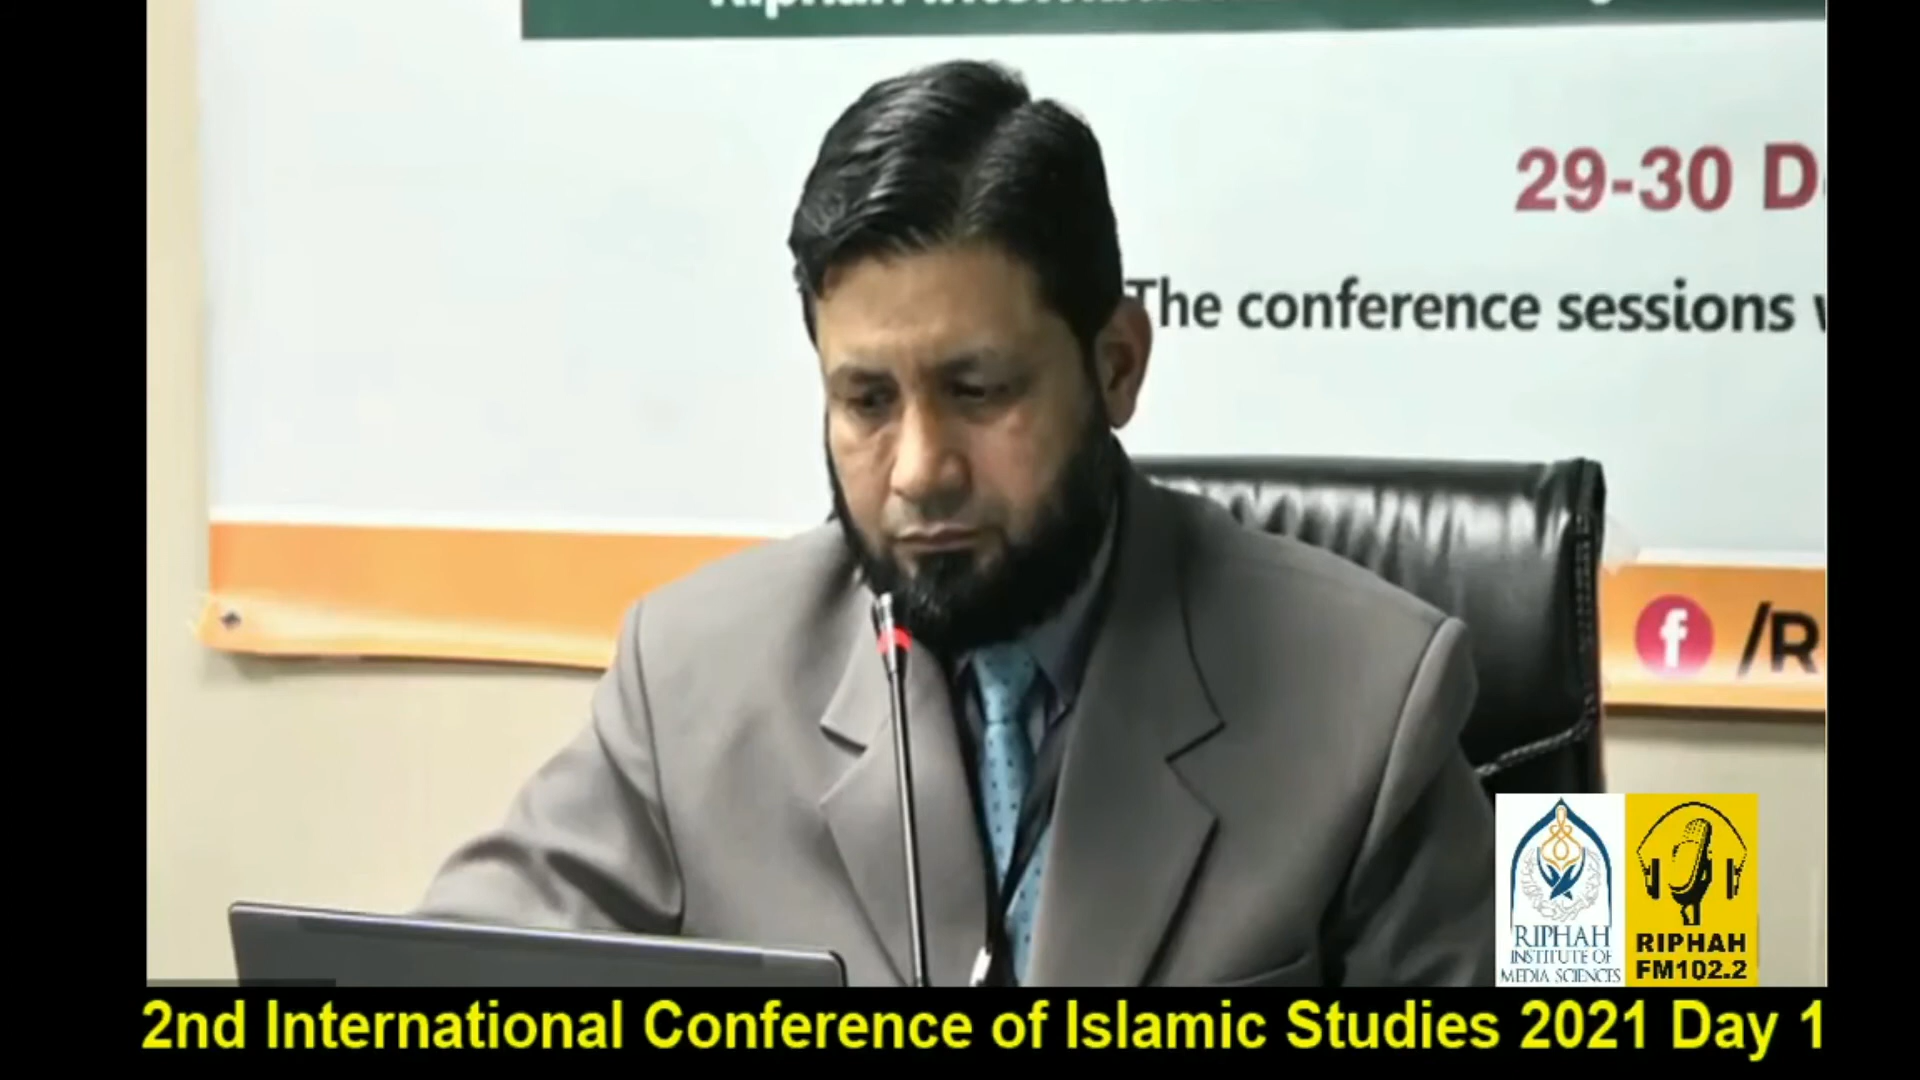 29-30 D
The conference sessions
/R
RIPHAH
INSTITUTE OF
MEDIA SCIENCES
RIPHAH
FM102.2
2nd International Conference of Islamic Studies 2021 Day 1